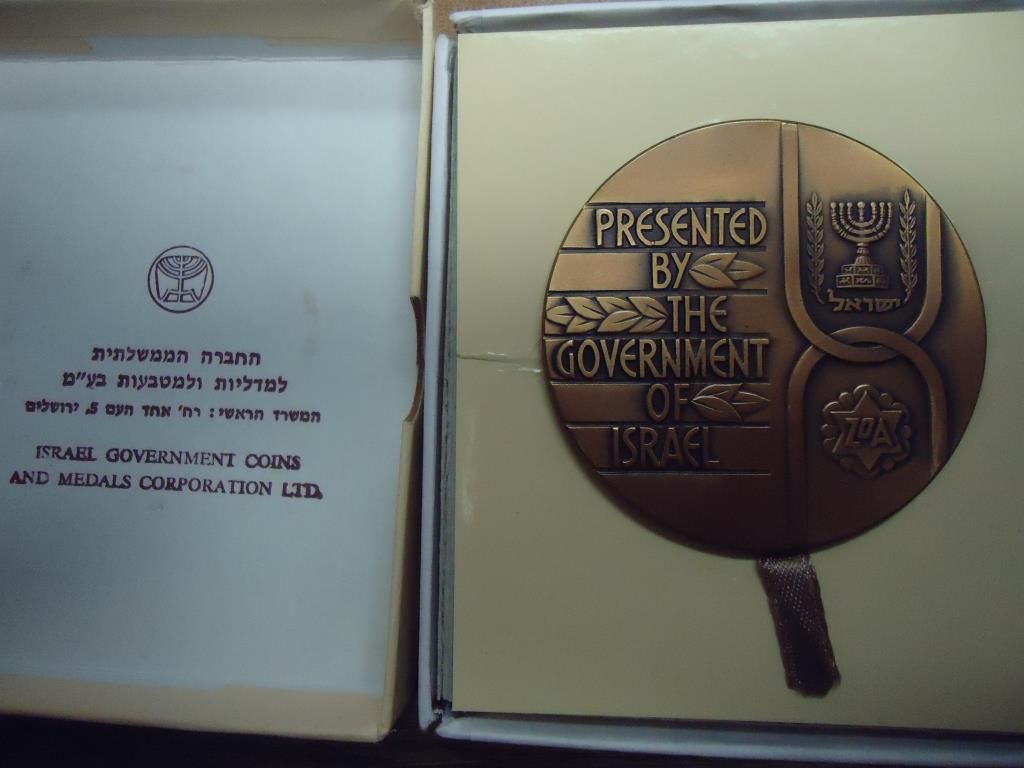 החברה הממשלתית
למדליות ולמטבעות בע"מ
המשרד הראשי: רח' אחד העם 5, ירושלים
ISRAEL GOVERNMENT COINS
AND MEDALS CORPORATION LTD.
PRESENTED
BY
THE
GOVERNMENT
OF
ISRAEL
ישראל
ZOA